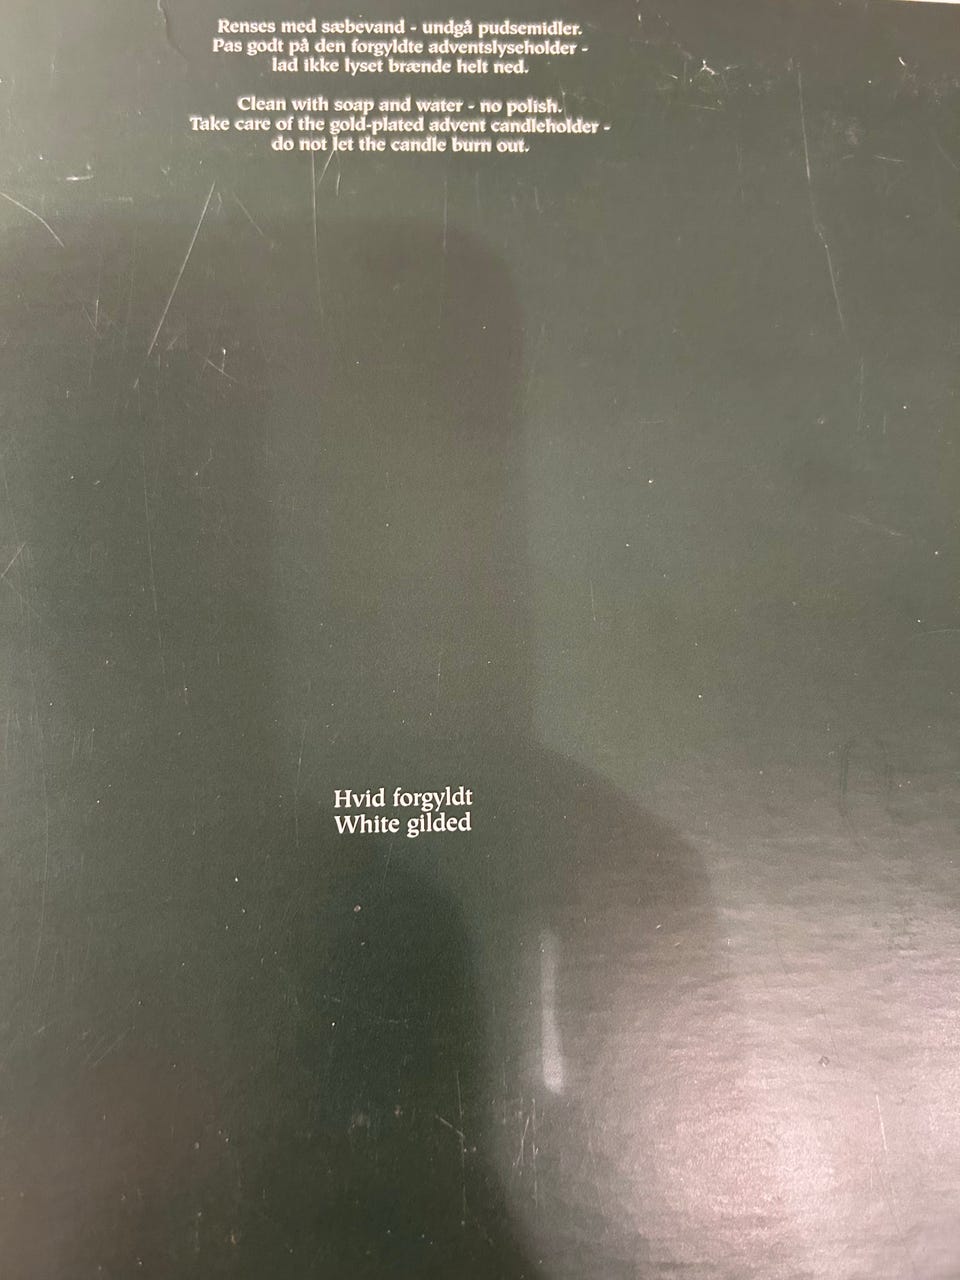 Renses med sæbevand - undgå pudsemidler.
Pas godt på den forgyldte adventslyseholder -
lad ikke lyset brænde helt ned.
Clean with soap and water - no polish.
Take care of the gold-plated advent candleholder -
do not let the candle burn out.
Hvid forgyldt
White gilded